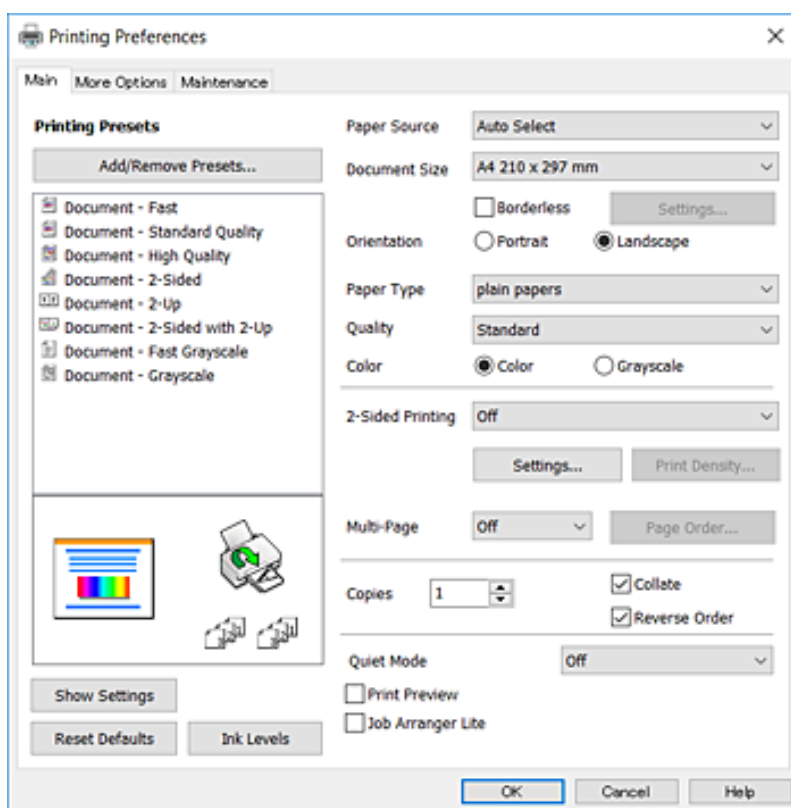 Printing Preferences
Main More Options Maintenance
Printing Presets
Add/Remove Presets...
Document - Fast
Document - Standard Quality
Document - High Quality
Document - 2-Sided
Document - 2-Up
Document - 2-Sided with 2-Up
Document - Fast Grayscale
Document - Grayscale
Show Settings
Reset Defaults Ink Levels
Paper Source Auto Select
Document Size A4 210 x 297 mm
Borderless Settings...
Orientation Portrait Landscape
Paper Type plain papers
Quality Standard
Color Color Grayscale
2-Sided Printing Off
Settings... Print Density...
Multi-Page Off Page Order...
Copies 1 Collate
Reverse Order
Quiet Mode Off
Print Preview
Job Arranger Lite
OK Cancel Help